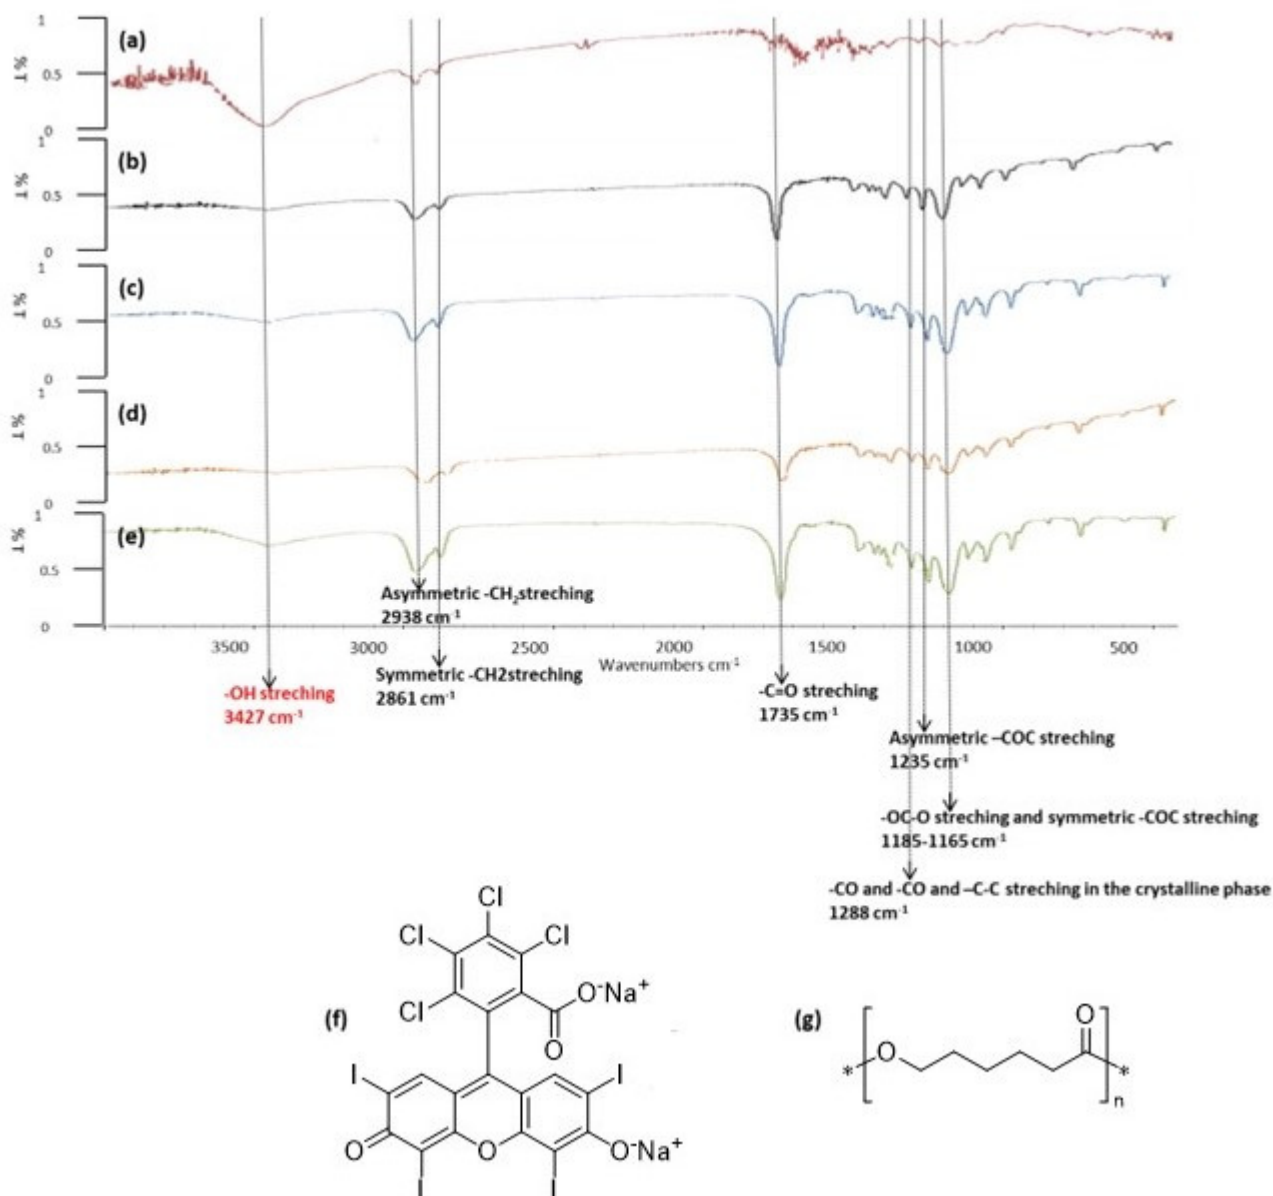 1
(a)
T %
0.5
0
1
(b)
T %
0.5
0
1
(c)
T %
0.5
0
1
(d)
T %
0.5
0
1
(e)
T %
0.5
0
Asymmetric -CH₂streching
2938 cm⁻¹
3500 3000 2500 2000 1500 1000 500
Wavenumbers cm⁻¹
Symmetric -CH2streching
2861 cm⁻¹
-OH streching
3427 cm⁻¹
-C=O streching
1735 cm⁻¹
Asymmetric –COC streching
1235 cm⁻¹
-OC-O streching and symmetric -COC streching
1185-1165 cm⁻¹
-CO and -CO and –C-C streching in the crystalline phase
1288 cm⁻¹
Cl
Cl Cl
Cl O⁻Na⁺
(f)
O
I I
O O O⁻Na⁺
I I
(g)
O
O
* *
n